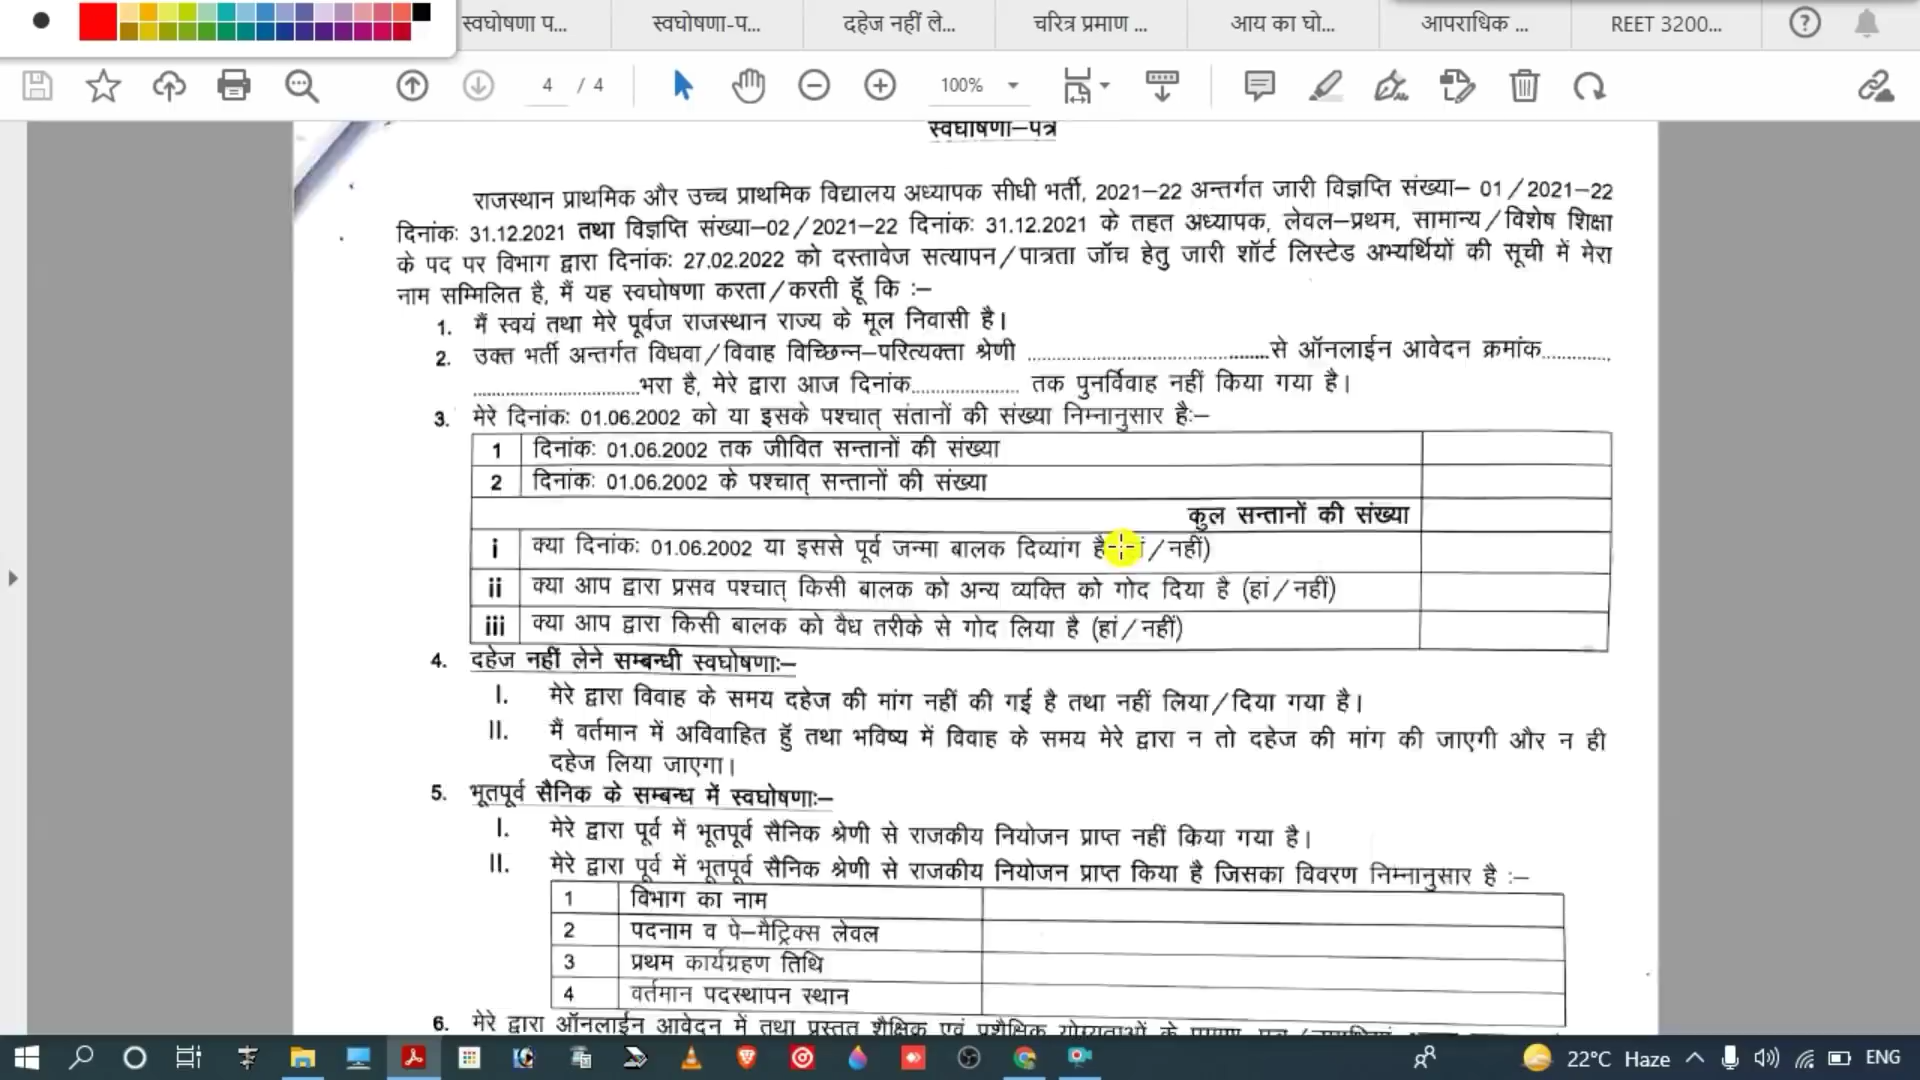 स्वघोषणा प...
स्वघोषणा-प...
दहेज नहीं ले...
चरित्र प्रमाण ...
आय का घो...
आपराधिक ...
REET 3200...
4 / 4
100%
स्वघोषणा–पत्र
राजस्थान प्राथमिक और उच्च प्राथमिक विद्यालय अध्यापक सीधी भर्ती, 2021–22 अन्तर्गत जारी विज्ञप्ति संख्या– 01/2021–22
दिनांकः 31.12.2021 तथा विज्ञप्ति संख्या–02/2021–22 दिनांकः 31.12.2021 के तहत अध्यापक, लेवल–प्रथम, सामान्य/विशेष शिक्षा
के पद पर विभाग द्वारा दिनांकः 27.02.2022 को दस्तावेज सत्यापन/पात्रता जॉच हेतु जारी शॉर्ट लिस्टेड अभ्यर्थियों की सूची में मेरा
नाम सम्मिलित है, मैं यह स्वघोषणा करता/करती हूॅ कि :–
1. मैं स्वयं तथा मेरे पूर्वज राजस्थान राज्य के मूल निवासी है।
2. उक्त भर्ती अन्तर्गत विधवा/विवाह विच्छिन्न–परित्यक्ता श्रेणी ........................................से ऑनलाईन आवेदन क्रमांक............
............................भरा है, मेरे द्वारा आज दिनांक.................. तक पुनर्विवाह नहीं किया गया है।
3. मेरे दिनांकः 01.06.2002 को या इसके पश्चात् संतानों की संख्या निम्नानुसार हैः–
1 दिनांकः 01.06.2002 तक जीवित सन्तानों की संख्या
2 दिनांकः 01.06.2002 के पश्चात् सन्तानों की संख्या
कुल सन्तानों की संख्या
i क्या दिनांकः 01.06.2002 या इससे पूर्व जन्मा बालक दिव्यांग है /नहीं)
ii क्या आप द्वारा प्रसव पश्चात् किसी बालक को अन्य व्यक्ति को गोद दिया है (हां/नहीं)
iii क्या आप द्वारा किसी बालक को वैध तरीके से गोद लिया है (हां/नहीं)
4. दहेज नहीं लेने सम्बन्धी स्वघोषणाः–
I. मेरे द्वारा विवाह के समय दहेज की मांग नहीं की गई है तथा नहीं लिया/दिया गया है।
II. मैं वर्तमान में अविवाहित हॅू तथा भविष्य में विवाह के समय मेरे द्वारा न तो दहेज की मांग की जाएगी और न ही
दहेज लिया जाएगा।
5. भूतपूर्व सैनिक के सम्बन्ध में स्वघोषणाः–
I. मेरे द्वारा पूर्व में भूतपूर्व सैनिक श्रेणी से राजकीय नियोजन प्राप्त नहीं किया गया है।
II. मेरे द्वारा पूर्व में भूतपूर्व सैनिक श्रेणी से राजकीय नियोजन प्राप्त किया है जिसका विवरण निम्नानुसार है :–
1 विभाग का नाम
2 पदनाम व पे–मैट्रिक्स लेवल
3 प्रथम कार्यग्रहण तिथि
4 वर्तमान पदस्थापन स्थान
6. मेरे द्वारा ऑनलाईन आवेदन में तथा प्रस्तुत शैक्षिक एवं प्रशैक्षिक योग्यताओं के
22°C Haze
ENG